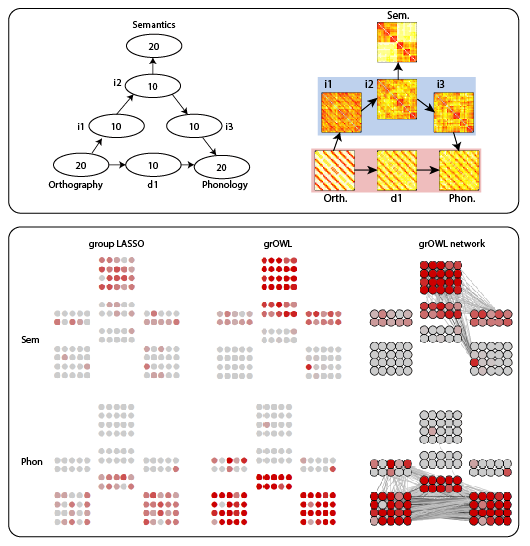 Semantics
20
i2
10
i1
10
10
i3
20
10
20
Orthography
d1
Phonology
Sem.
i1
i2
i3
Orth.
d1
Phon.
group LASSO
grOWL
grOWL network
Sem
Phon